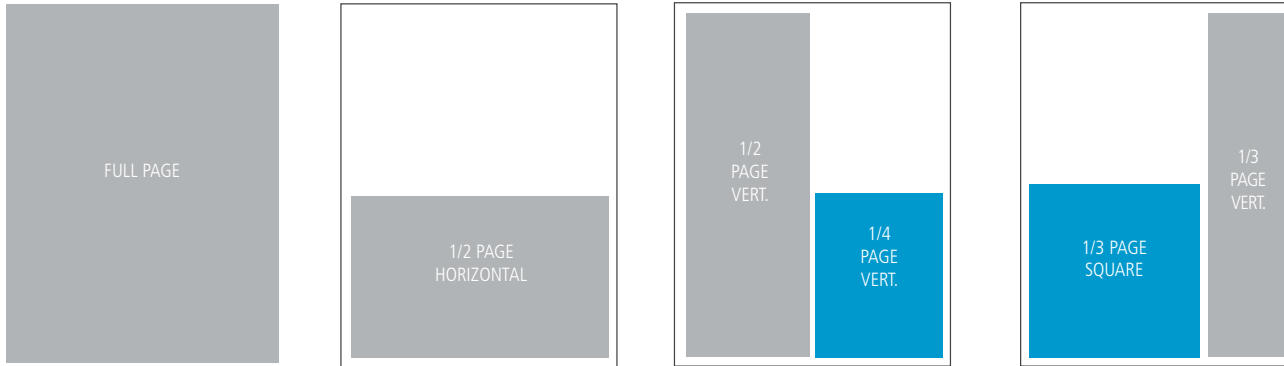 FULL PAGE
1/2 PAGE
HORIZONTAL
1/2
PAGE
VERT.
1/4
PAGE
VERT.
1/3 PAGE
SQUARE
1/3
PAGE
VERT.